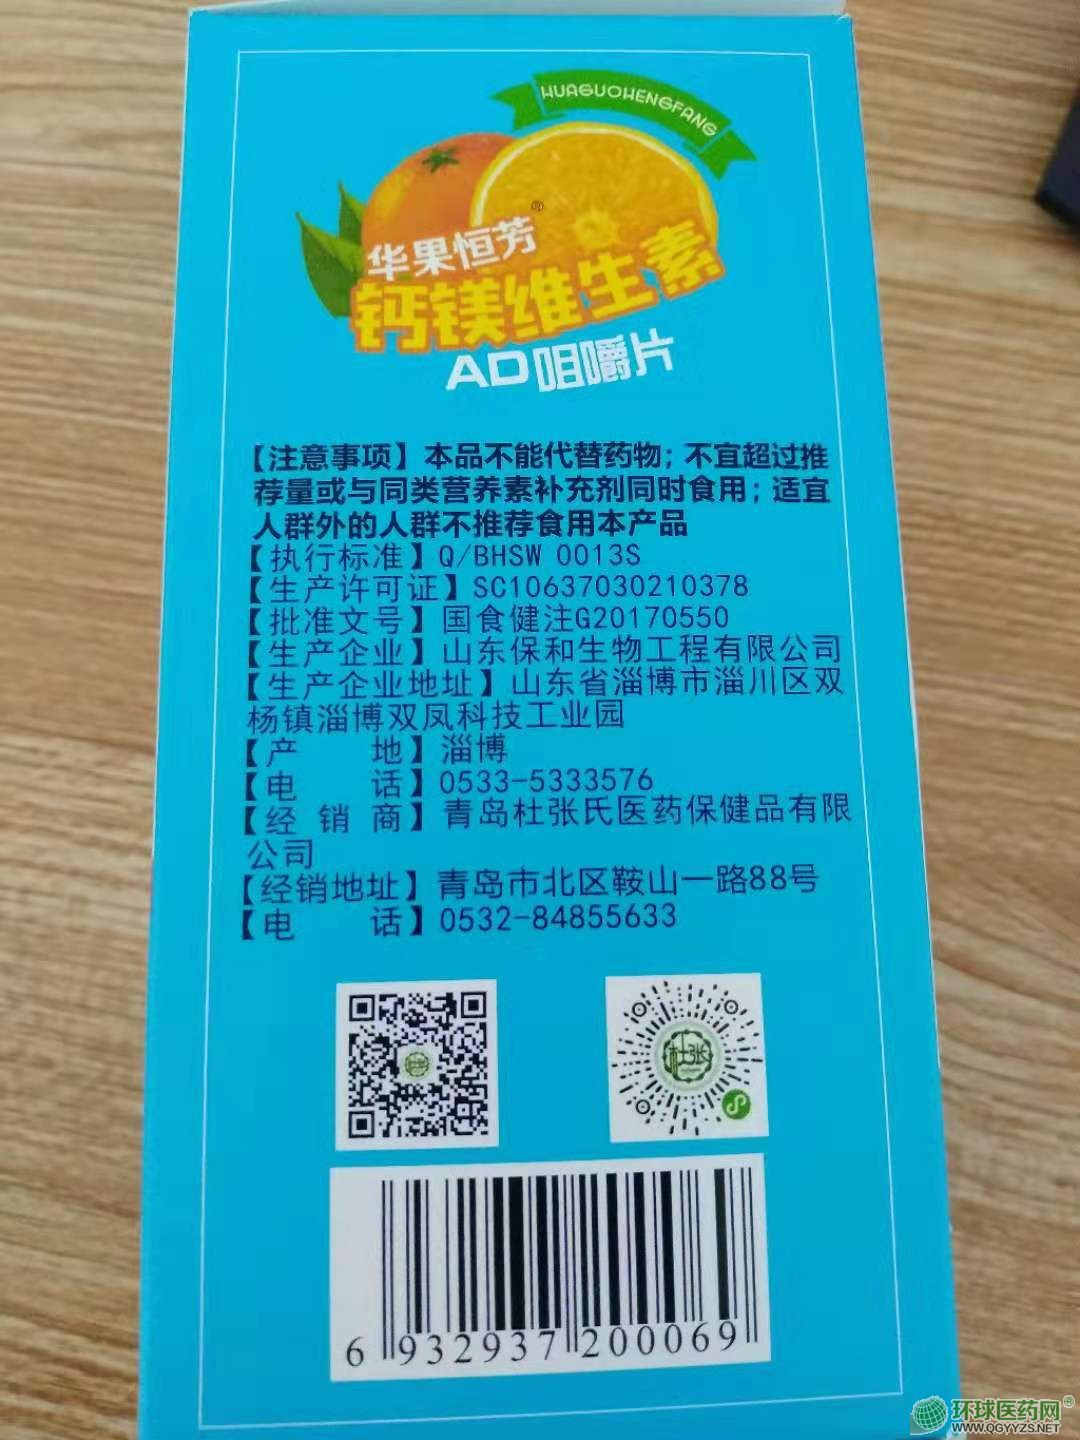 HUAGUOHENGFANG
华果恒芳®
钙镁维生素
AD咀嚼片
【注意事项】本品不能代替药物；不宜超过推
荐量或与同类营养素补充剂同时食用；适宜
人群外的人群不推荐食用本产品
【执行标准】Q/BHSW 0013S
【生产许可证】SC10637030210378
【批准文号】国食健注G20170550
【生产企业】山东保和生物工程有限公司
【生产企业地址】山东省淄博市淄川区双
杨镇淄博双凤科技工业园
【产 地】淄博
【电 话】0533-5333576
【经 销 商】青岛杜张氏医药保健品有限
公司
【经销地址】青岛市北区鞍山一路88号
【电 话】0532-84855633
杜张
6 932937 200069
环球医药网®
WWW.QGYYZS.NET